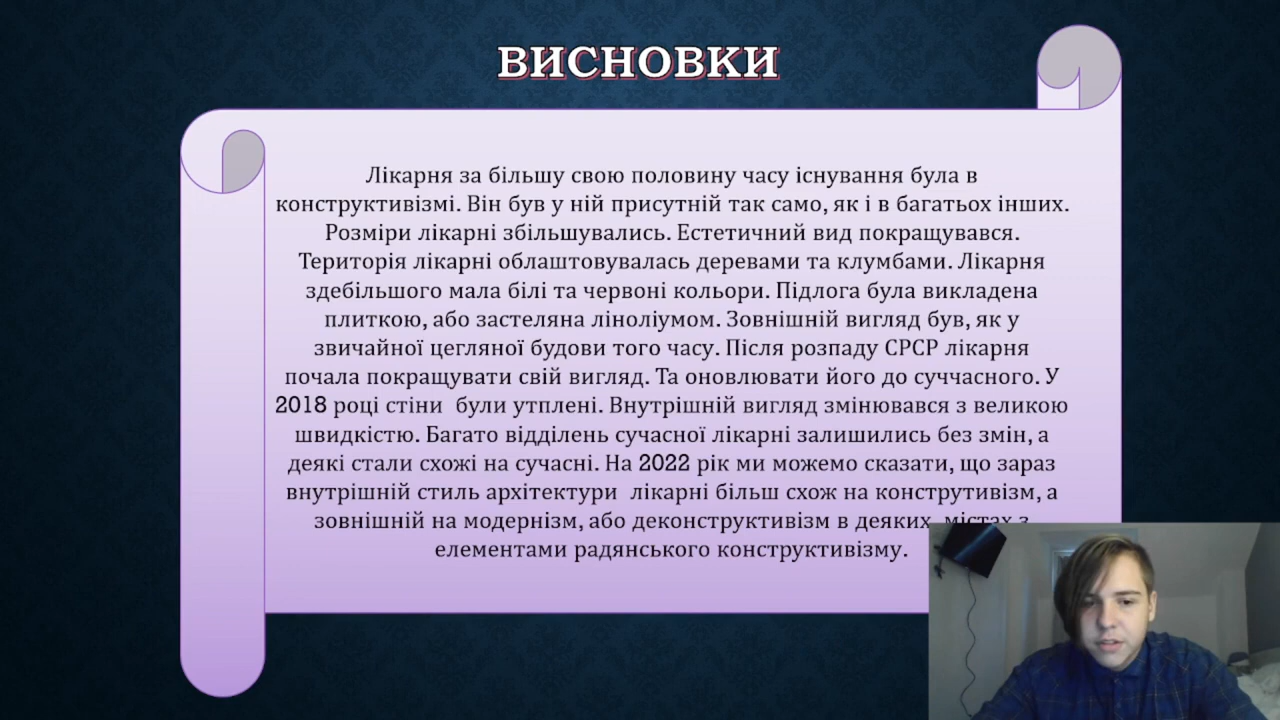 ВИСНОВКИ
Лікарня за більшу свою половину часу існування була в
конструктивізмі. Він був у ній присутній так само, як і в багатьох інших.
Розміри лікарні збільшувались. Естетичний вид покращувався.
Територія лікарні облаштовувалась деревами та клумбами. Лікарня
здебільшого мала білі та червоні кольори. Підлога була викладена
плиткою, або застеляна ліноліумом. Зовнішній вигляд був, як у
звичайної цегляної будови того часу. Після розпаду СРСР лікарня
почала покращувати свій вигляд. Та оновлювати його до суччасного. У
2018 році стіни були утплені. Внутрішній вигляд змінювався з великою
швидкістю. Багато відділень сучасної лікарні залишились без змін, а
деякі стали схожі на сучасні. На 2022 рік ми можемо сказати, що зараз
внутрішній стиль архітектури лікарні більш схож на конструтивізм, а
зовнішній на модернізм, або деконструктивізм в деяких містах з
елементами радянського конструктивізму.